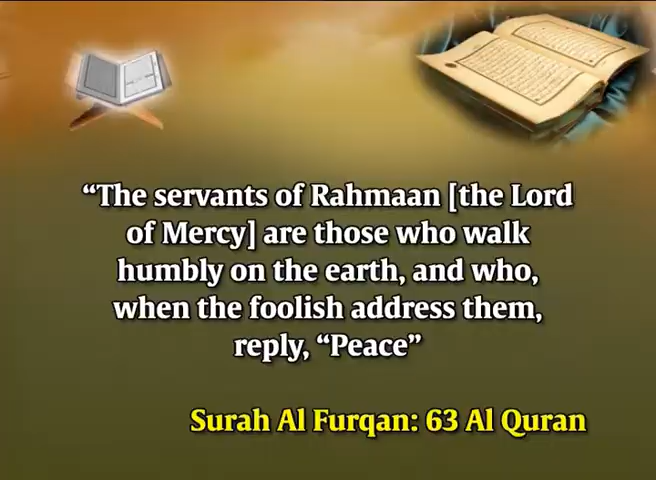 “The servants of Rahmaan [the Lord
of Mercy] are those who walk
humbly on the earth, and who,
when the foolish address them,
reply, “Peace”
Surah Al Furqan: 63 Al Quran